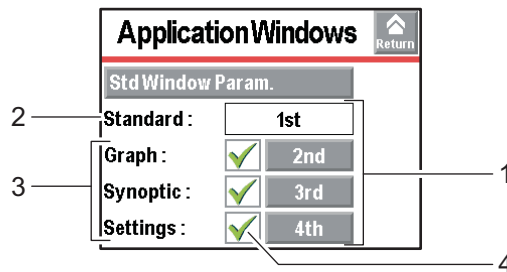 Application Windows
Return
Std Window Param.
2
Standard :
1st
3
Graph :
2nd
1
Synoptic :
3rd
Settings :
4th
4